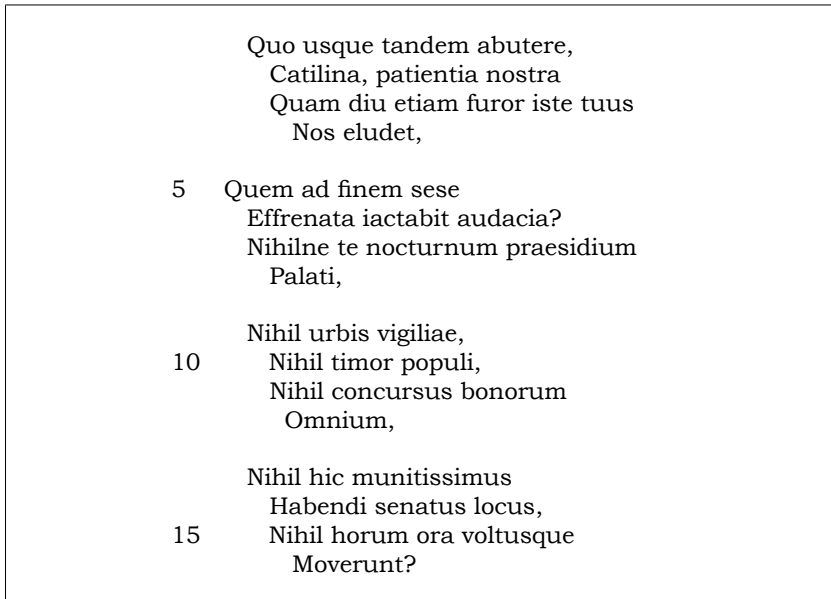 Quo usque tandem abutere,
Catilina, patientia nostra
Quam diu etiam furor iste tuus
Nos eludet,
5 Quem ad finem sese
Effrenata iactabit audacia?
Nihilne te nocturnum praesidium
Palati,
Nihil urbis vigiliae,
10 Nihil timor populi,
Nihil concursus bonorum
Omnium,
Nihil hic munitissimus
Habendi senatus locus,
15 Nihil horum ora voltusque
Moverunt?